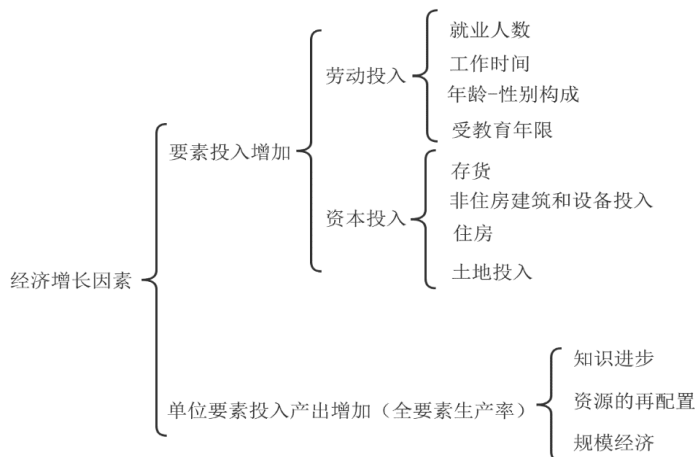 经济增长因素
要素投入增加
劳动投入
就业人数
工作时间
年龄-性别构成
受教育年限
资本投入
存货
非住房建筑和设备投入
住房
土地投入
单位要素投入产出增加（全要素生产率）
知识进步
资源的再配置
规模经济